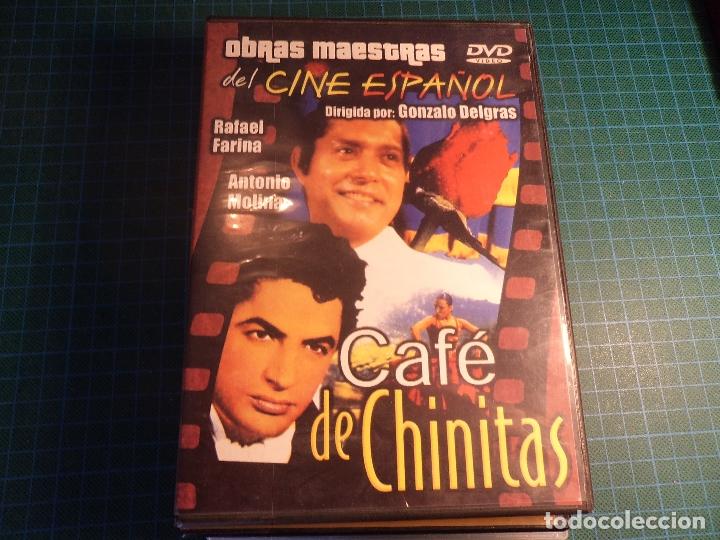 OBRAS MAESTRAS
DVD
VIDEO
del CINE ESPAÑOL
Dirigida por: Gonzalo Delgras
Rafael
Farina
Antonio
Molina
Café
de Chinitas
todocoleccion